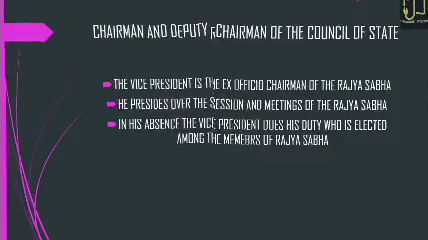 CHAIRMAN AND DEPUTY CHAIRMAN OF THE COUNCIL OF STATE
THE VICE PRESIDENT IS THE EX OFFICIO CHAIRMAN OF THE RAJYA SABHA
HE PRESIDES OVER THE SESSION AND MEETINGS OF THE RAJYA SABHA
IN HIS ABSENCE THE VICE PRESIDENT DOES HIS DUTY WHO IS ELECTED
AMONG THE MEMEBRS OF RAJYA SABHA